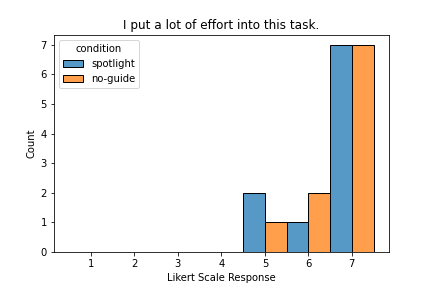 I put a lot of effort into this task.
condition
spotlight
no-guide
7
6
5
4
3
2
1
0
Count
1 2 3 4 5 6 7
Likert Scale Response